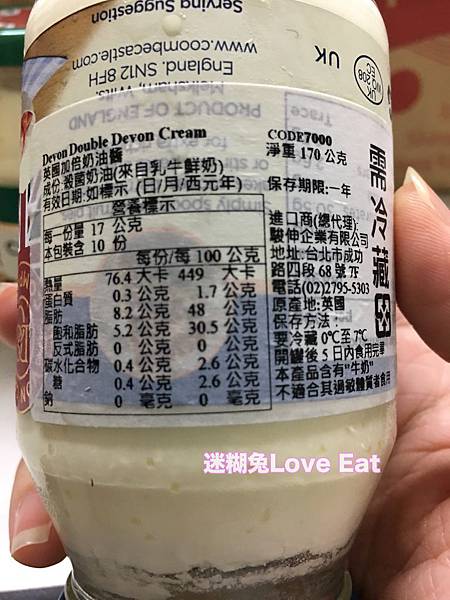 Serving Suggestion
www.coombecastle.com
England. SN12 8FH
Melksham, Wilts.
PRODUCT OF ENGLAND
UK
Devon Double Devon Cream
英國加倍奶油醬
成份:殺菌奶油(來自乳牛鮮奶)
有效日期:如標示 (日/月/西元年)
營養標示
每一份量 17 公克
本包裝含 10 份
每份/每 100 公克
熱量 76.4 大卡 449 大卡
蛋白質 0.3 公克 1.7 公克
脂肪 8.2 公克 48 公克
飽和脂肪 5.2 公克 30.5 公克
反式脂肪 0 公克 0 公克
碳水化合物 0.4 公克 2.6 公克
糖 0.4 公克 2.6 公克
鈉 0 毫克 0 毫克
CODE7000
淨重 170 公克
保存期限:一年
進口商(總代理):
駿伸企業有限公司
地址:台北市成功
路四段 68 號 7F
電話(02)2795-5303
原產地:英國
保存方法:
要冷藏 0℃至 7℃
開罐後 5 日內食用完畢
本產品含有"牛奶"
不適合其過敏體質者食用
需冷藏
迷糊兔Love Eat